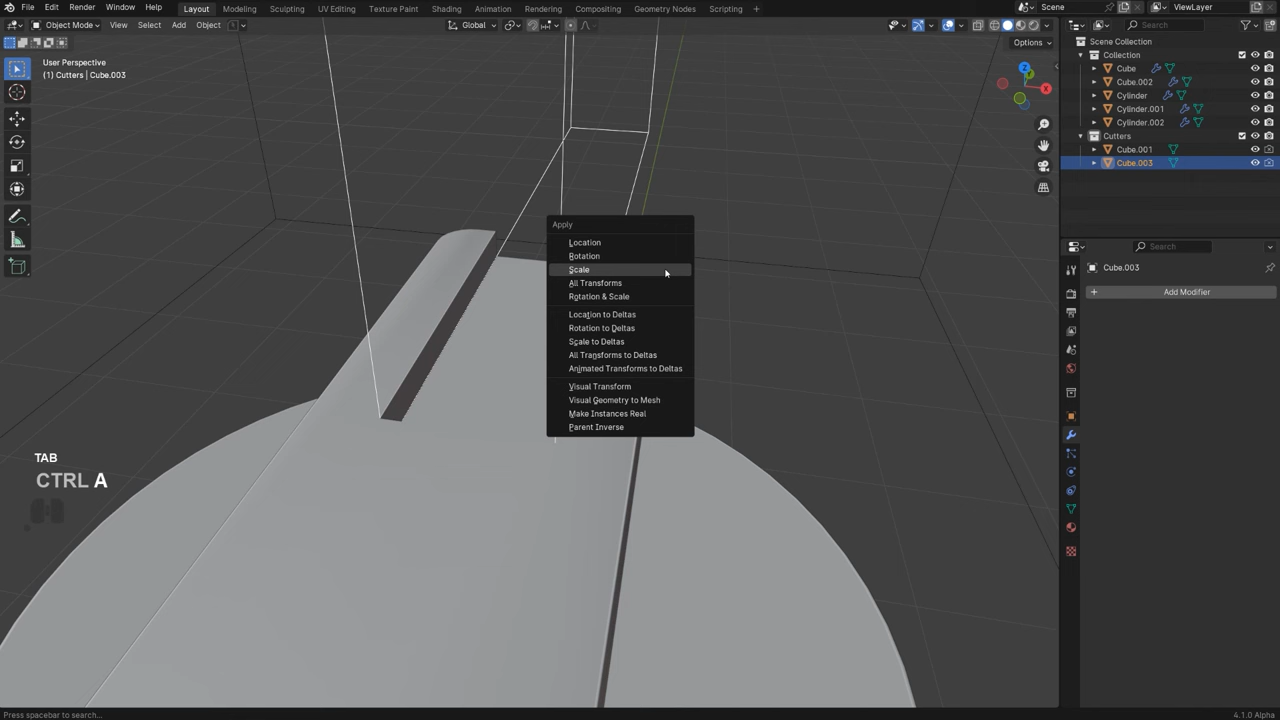 File Edit Render Window Help Layout Modeling Sculpting UV Editing Texture Paint Shading Animation Rendering Compositing Geometry Nodes Scripting + Scene ViewLayer
Object Mode View Select Add Object Global Search
Options
User Perspective
(1) Cutters | Cube.003
Scene Collection
Collection
Cube
Cube.002
Cylinder
Cylinder.001
Cylinder.002
Cutters
Cube.001
Cube.003
Z
X
Search
Cube.003
+ Add Modifier
Apply
Location
Rotation
Scale
All Transforms
Rotation & Scale
Location to Deltas
Rotation to Deltas
Scale to Deltas
All Transforms to Deltas
Animated Transforms to Deltas
Visual Transform
Visual Geometry to Mesh
Make Instances Real
Parent Inverse
TAB
CTRL A
Press spacebar to search... 4.1.0 Alpha